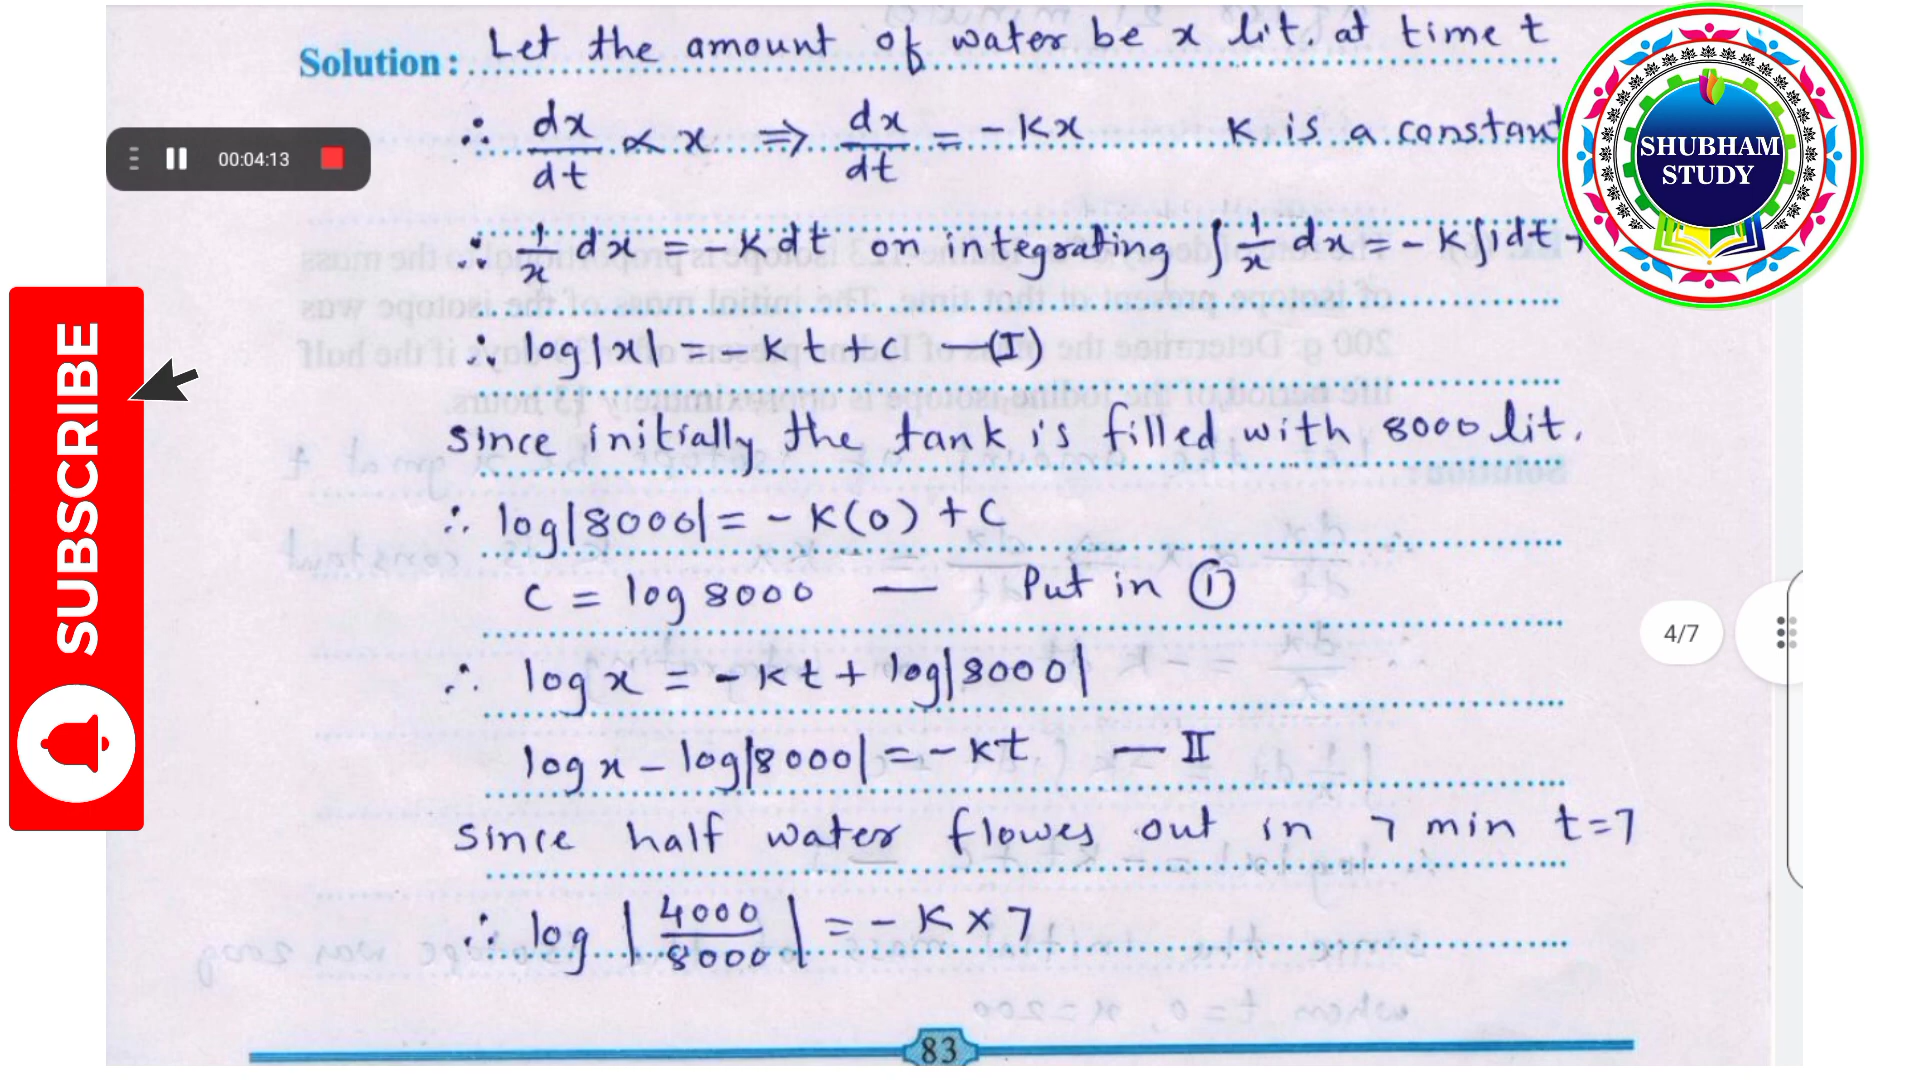 Solution : Let the amount of water be x lit. at time t
∴ dx/dt ∝ x ⇒ dx/dt = -Kx K is a constant
00:04:13
SHUBHAM
STUDY
∴ 1/x dx = -K dt on integrating ∫ 1/x dx = -K ∫1 dt +
∴ log|x| = -kt + c —(I)
since initially the tank is filled with 8000 lit.
∴ log|8000| = -K(0) + C
C = log 8000 — Put in ①
∴ log x = -kt + log|8000|
log x - log|8000| = -kt — II
since half water flowes out in 7 min t=7
∴ log |4000/8000| = -K×7
83
4/7
SUBSCRIBE